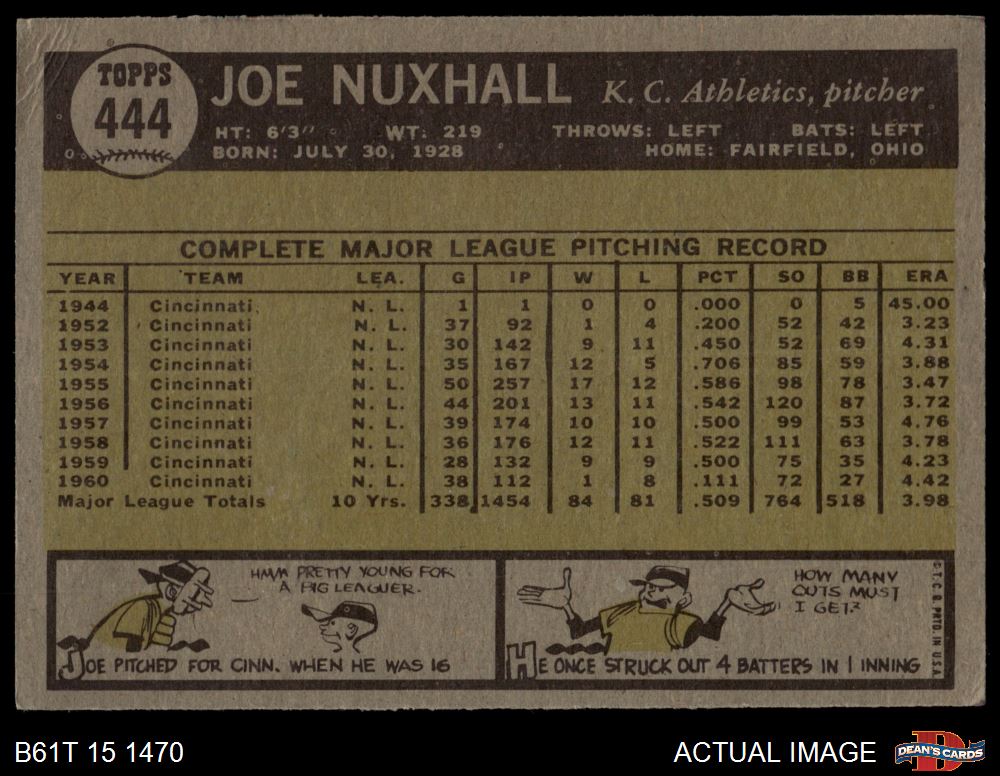 TOPPS
444
JOE NUXHALL K. C. Athletics, pitcher
HT: 6'3" WT: 219 THROWS: LEFT BATS: LEFT
BORN: JULY 30, 1928 HOME: FAIRFIELD, OHIO
COMPLETE MAJOR LEAGUE PITCHING RECORD
YEAR TEAM LEA. G IP W L PCT SO BB ERA
1944 Cincinnati N. L. 1 1 0 0 .000 0 5 45.00
1952 Cincinnati N. L. 37 92 1 4 .200 52 42 3.23
1953 Cincinnati N. L. 30 142 9 11 .450 52 69 4.31
1954 Cincinnati N. L. 35 167 12 5 .706 85 59 3.88
1955 Cincinnati N. L. 50 257 17 12 .586 98 78 3.47
1956 Cincinnati N. L. 44 201 13 11 .542 120 87 3.72
1957 Cincinnati N. L. 39 174 10 10 .500 99 53 4.76
1958 Cincinnati N. L. 36 176 12 11 .522 111 63 3.78
1959 Cincinnati N. L. 28 132 9 9 .500 75 35 4.23
1960 Cincinnati N. L. 38 112 1 8 .111 72 27 4.42
Major League Totals 10 Yrs. 338 1454 84 81 .509 764 518 3.98
HMM PRETTY YOUNG FOR
A BIG LEAGUER.
JOE PITCHED FOR CINN. WHEN HE WAS 16
HOW MANY
OUTS MUST
I GET?
HE ONCE STRUCK OUT 4 BATTERS IN 1 INNING
© T. C. G. PRTD. IN U.S.A.
B61T 15 1470
ACTUAL IMAGE
D
DEAN'S CARDS